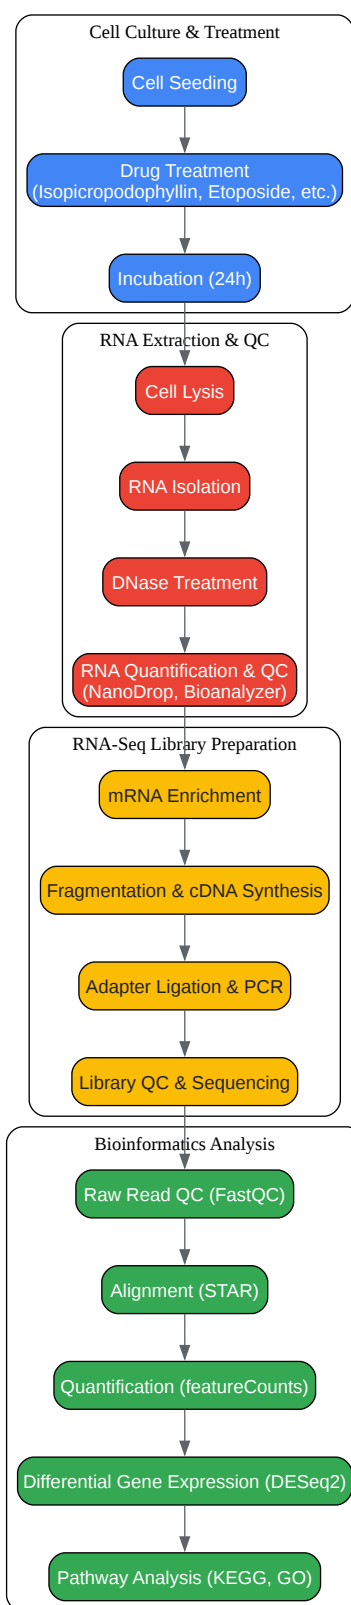 Cell Culture & Treatment
Cell Seeding
Drug Treatment
(Isopicropodophyllin, Etoposide, etc.)
Incubation (24h)
RNA Extraction & QC
Cell Lysis
RNA Isolation
DNase Treatment
RNA Quantification & QC
(NanoDrop, Bioanalyzer)
RNA-Seq Library Preparation
mRNA Enrichment
Fragmentation & cDNA Synthesis
Adapter Ligation & PCR
Library QC & Sequencing
Bioinformatics Analysis
Raw Read QC (FastQC)
Alignment (STAR)
Quantification (featureCounts)
Differential Gene Expression (DESeq2)
Pathway Analysis (KEGG, GO)